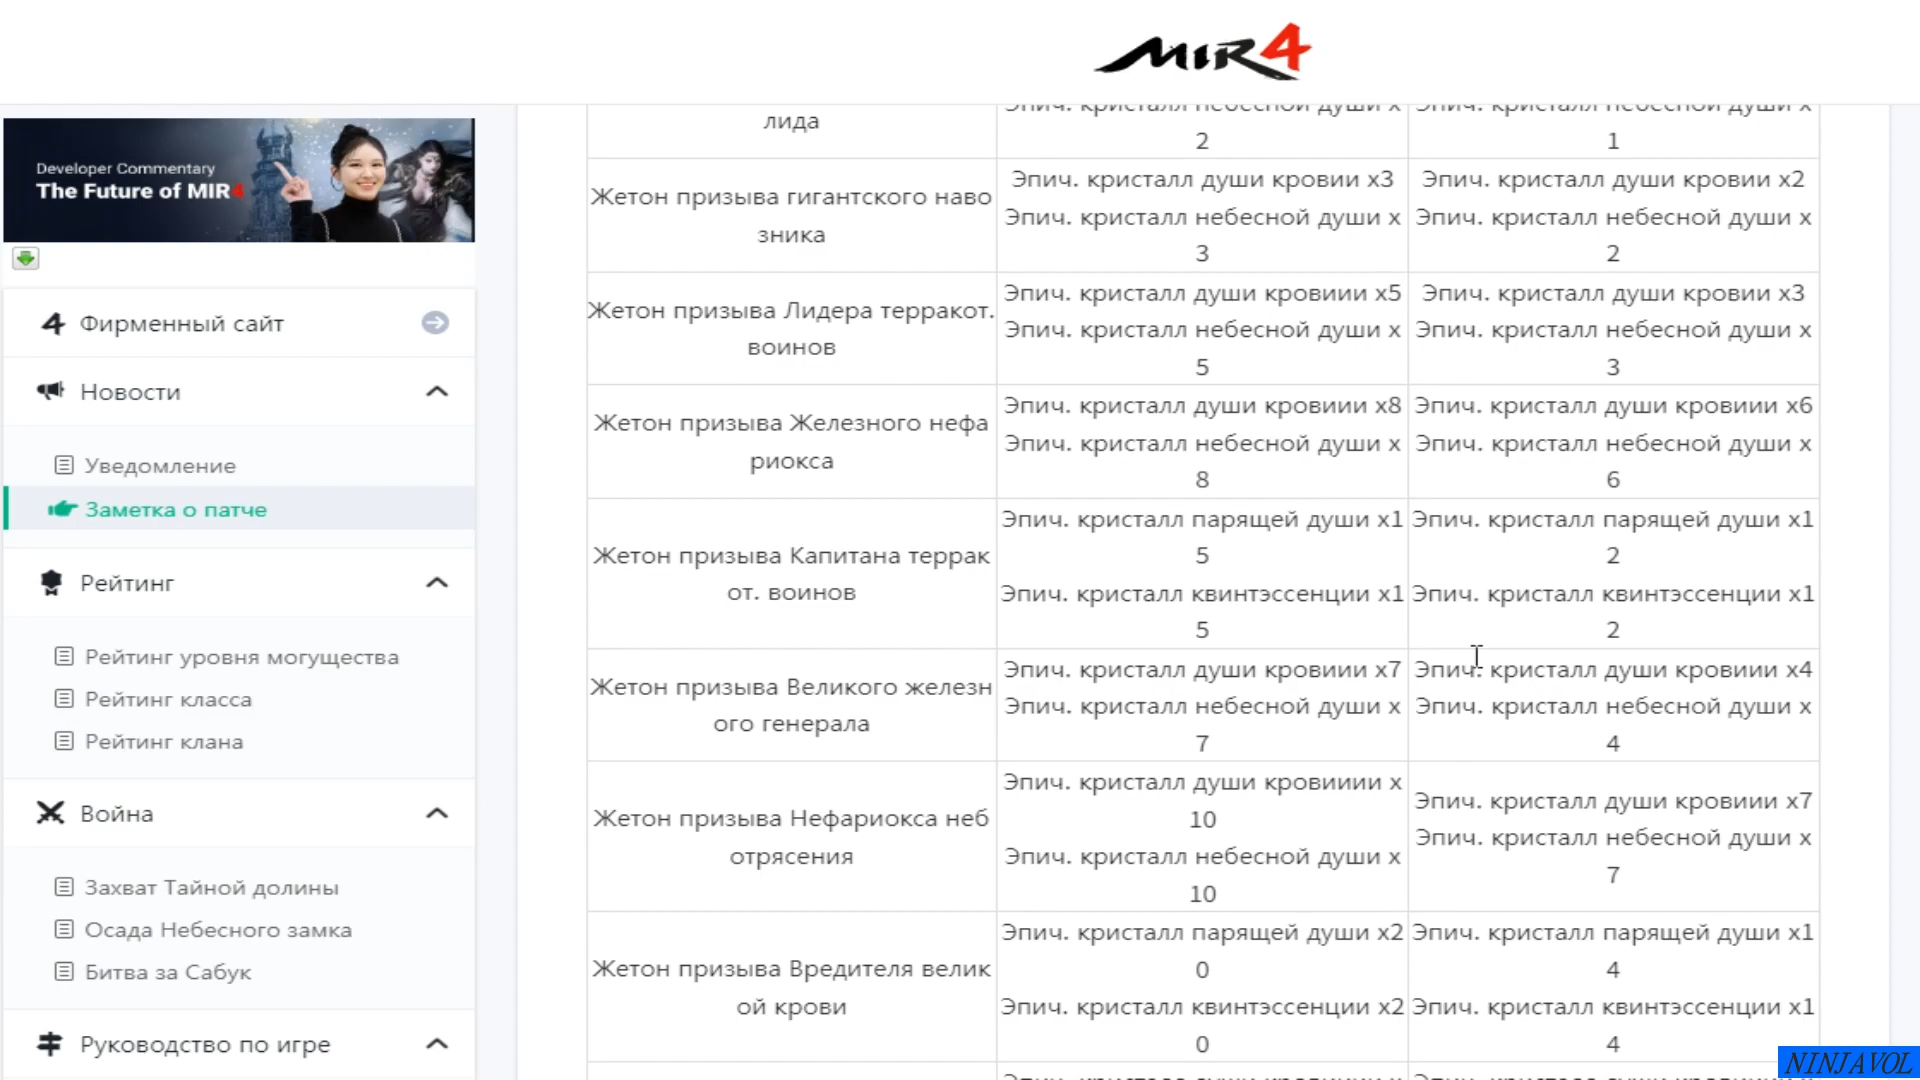 MIR4
Developer Commentary
The Future of MIR4
Фирменный сайт
Новости
Уведомление
Заметка о патче
Рейтинг
Рейтинг уровня могущества
Рейтинг класса
Рейтинг клана
Война
Захват Тайной долины
Осада Небесного замка
Битва за Сабук
Руководство по игре
лида
Эпич. кристалл небесной души x
2
Эпич. кристалл небесной души x
1
Жетон призыва гигантского наво
зника
Эпич. кристалл души кровии x3
Эпич. кристалл небесной души x
3
Эпич. кристалл души кровии x2
Эпич. кристалл небесной души x
2
Жетон призыва Лидера терракот.
воинов
Эпич. кристалл души кровиии x5
Эпич. кристалл небесной души x
5
Эпич. кристалл души кровии x3
Эпич. кристалл небесной души x
3
Жетон призыва Железного нефа
риокса
Эпич. кристалл души кровиии x8
Эпич. кристалл небесной души x
8
Эпич. кристалл души кровиии x6
Эпич. кристалл небесной души x
6
Жетон призыва Капитана террак
от. воинов
Эпич. кристалл парящей души x1
5
Эпич. кристалл квинтэссенции x1
5
Эпич. кристалл парящей души x1
2
Эпич. кристалл квинтэссенции x1
2
Жетон призыва Великого железн
ого генерала
Эпич. кристалл души кровиии x7
Эпич. кристалл небесной души x
7
Эпич. кристалл души кровиии x4
Эпич. кристалл небесной души x
4
Жетон призыва Нефариокса неб
отрясения
Эпич. кристалл души кровииии x
10
Эпич. кристалл небесной души x
10
Эпич. кристалл души кровиии x7
Эпич. кристалл небесной души x
7
Жетон призыва Вредителя велик
ой крови
Эпич. кристалл парящей души x2
0
Эпич. кристалл квинтэссенции x2
0
Эпич. кристалл парящей души x1
4
Эпич. кристалл квинтэссенции x1
4
NINJAVOL